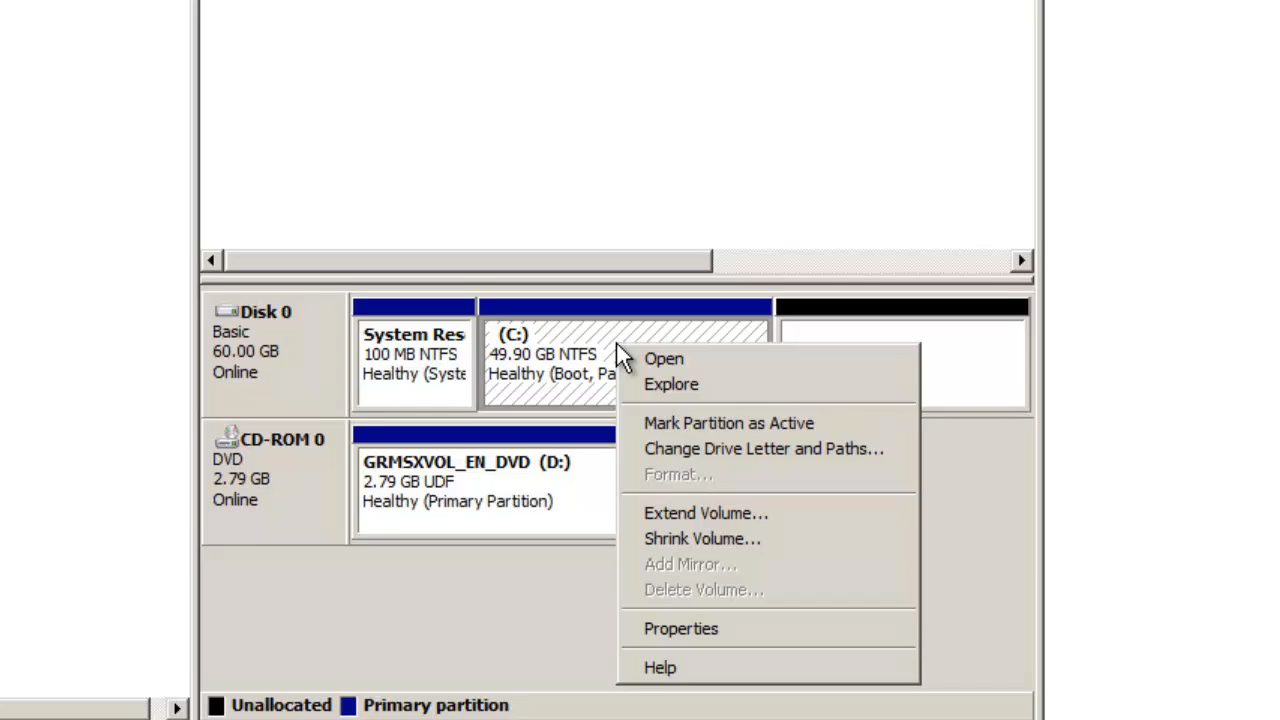 Disk 0
Basic
60.00 GB
Online
System Res
100 MB NTFS
Healthy (Syste
(C:)
49.90 GB NTFS
Healthy (Boot, Pa
CD-ROM 0
DVD
2.79 GB
Online
GRMSXVOL_EN_DVD (D:)
2.79 GB UDF
Healthy (Primary Partition)
Open
Explore
Mark Partition as Active
Change Drive Letter and Paths...
Format...
Extend Volume...
Shrink Volume...
Add Mirror...
Delete Volume...
Properties
Help
Unallocated
Primary partition